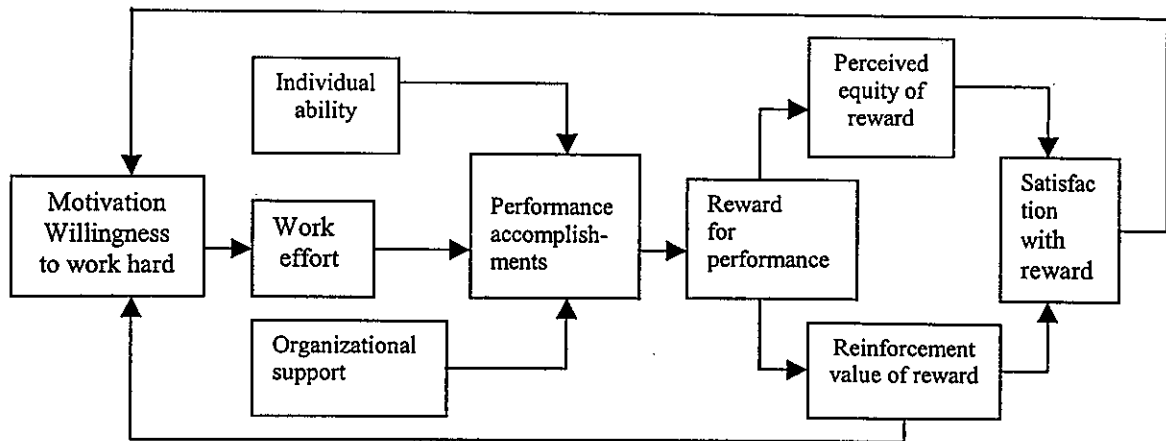 Individual
ability
Perceived
equity of
reward
Motivation
Willingness
to work hard
Work
effort
Performance
accomplish-
ments
Reward
for
performance
Satisfac
tion
with
reward
Organizational
support
Reinforcement
value of reward